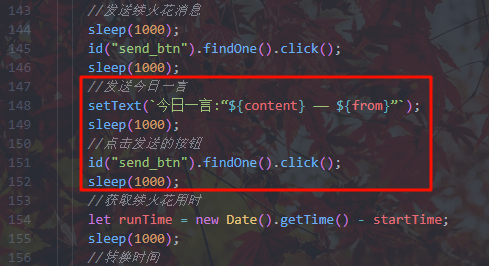 143 //发送续火花消息
144 sleep(1000);
145 id("send_btn").findOne().click();
146 sleep(1000);
147 //发送今日一言
148 setText(`今日一言:“${content} —— ${from}”`);
149 sleep(1000);
150 //点击发送的按钮
151 id("send_btn").findOne().click();
152 sleep(1000);
153 //获取续火花用时
154 let runTime = new Date().getTime() - startTime;
155 sleep(1000);
156 //转换时间